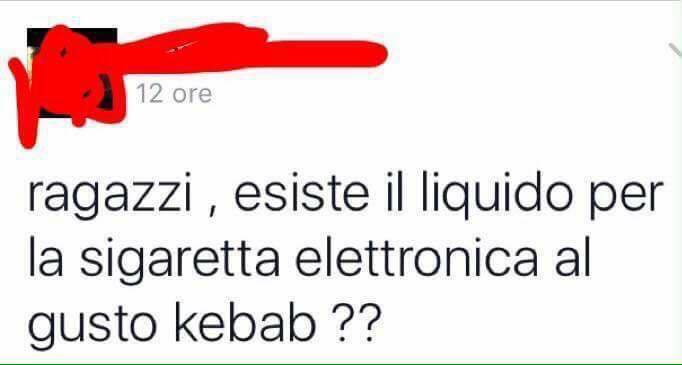 12 ore
ragazzi , esiste il liquido per
la sigaretta elettronica al
gusto kebab ??